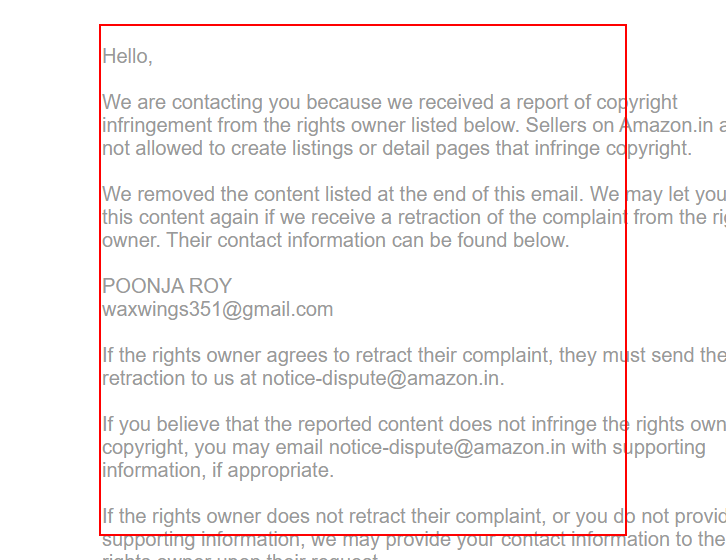 Hello,
We are contacting you because we received a report of copyright
infringement from the rights owner listed below. Sellers on Amazon.in
not allowed to create listings or detail pages that infringe copyright.
We removed the content listed at the end of this email. We may let you
this content again if we receive a retraction of the complaint from the
owner. Their contact information can be found below.
POONJA ROY
waxwings351@gmail.com
If the rights owner agrees to retract their complaint, they must send the
retraction to us at notice-dispute@amazon.in.
If you believe that the reported content does not infringe the rights
copyright, you may email notice-dispute@amazon.in with supporting
information, if appropriate.
If the rights owner does not retract their complaint, or you do not
supporting information, we may provide your contact information to the
rights owner upon their request.